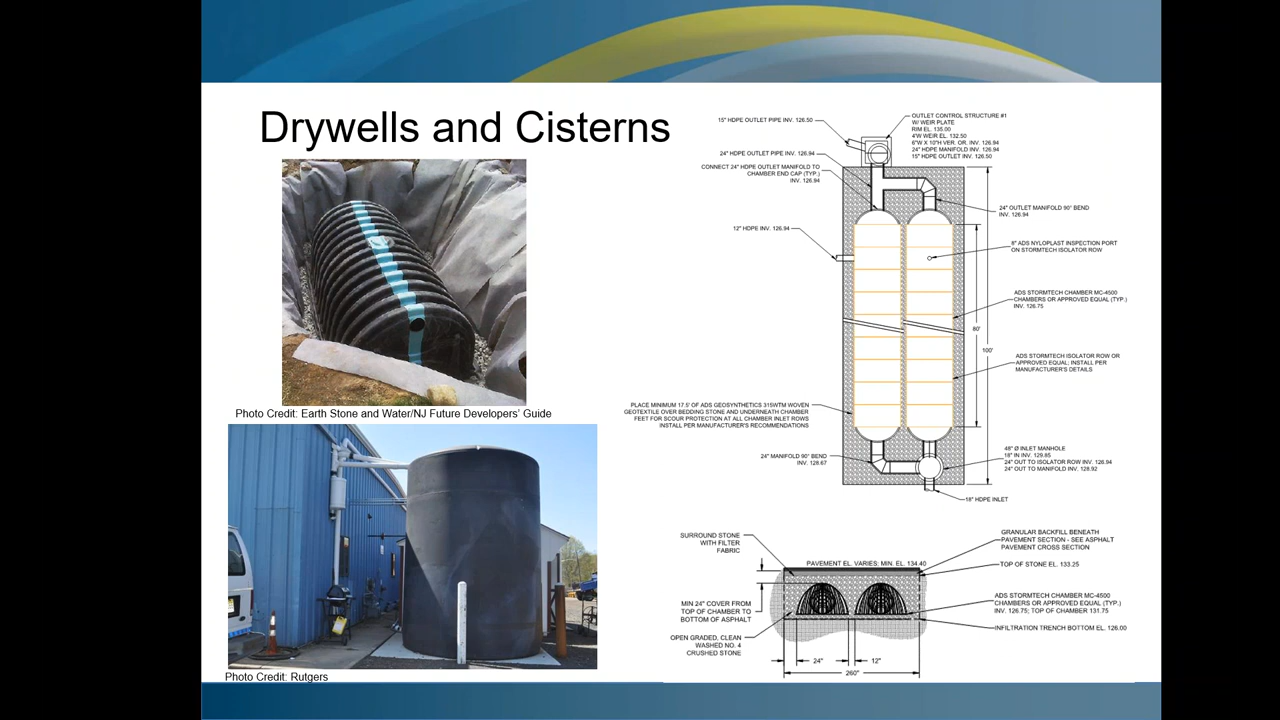 Drywells and Cisterns
Photo Credit: Earth Stone and Water/NJ Future Developers' Guide
Photo Credit: Rutgers
15" HDPE OUTLET PIPE INV. 126.50
OUTLET CONTROL STRUCTURE #1
W/ WEIR PLATE
RIM EL. 135.00
4'W WEIR EL. 132.50
6"W X 10"H VER. OR. INV. 126.94
24" HDPE MANIFOLD INV. 126.94
15" HDPE OUTLET INV. 126.50
24" HDPE OUTLET PIPE INV. 126.94
CONNECT 24" HDPE OUTLET MANIFOLD TO
CHAMBER END CAP (TYP.)
INV. 126.94
24" OUTLET MANIFOLD 90° BEND
INV. 126.94
12" HDPE INV. 126.94
8" ADS NYLOPLAST INSPECTION PORT
ON STORMTECH ISOLATOR ROW
ADS STORMTECH CHAMBER MC-4500
CHAMBERS OR APPROVED EQUAL (TYP.)
INV. 126.75
80'
100'
ADS STORMTECH ISOLATOR ROW OR
APPROVED EQUAL; INSTALL PER
MANUFACTURER'S DETAILS
PLACE MINIMUM 17.5' OF ADS GEOSYNTHETICS 315WTM WOVEN
GEOTEXTILE OVER BEDDING STONE AND UNDERNEATH CHAMBER
FEET FOR SCOUR PROTECTION AT ALL CHAMBER INLET ROWS
INSTALL PER MANUFACTURER'S RECOMMENDATIONS
24" MANIFOLD 90° BEND
INV. 128.67
48" Ø INLET MANHOLE
18" IN INV. 129.85
24" OUT TO ISOLATOR ROW INV. 126.94
24" OUT TO MANIFOLD INV. 128.92
18" HDPE INLET
SURROUND STONE
WITH FILTER
FABRIC
GRANULAR BACKFILL BENEATH
PAVEMENT SECTION - SEE ASPHALT
PAVEMENT CROSS SECTION
PAVEMENT EL. VARIES: MIN. EL. 134.40
TOP OF STONE EL. 133.25
MIN 24" COVER FROM
TOP OF CHAMBER TO
BOTTOM OF ASPHALT
ADS STORMTECH CHAMBER MC-4500
CHAMBERS OR APPROVED EQUAL (TYP.)
INV. 126.75; TOP OF CHAMBER 131.75
INFILTRATION TRENCH BOTTOM EL. 126.00
OPEN GRADED, CLEAN
WASHED NO. 4
CRUSHED STONE
24"
12"
260"